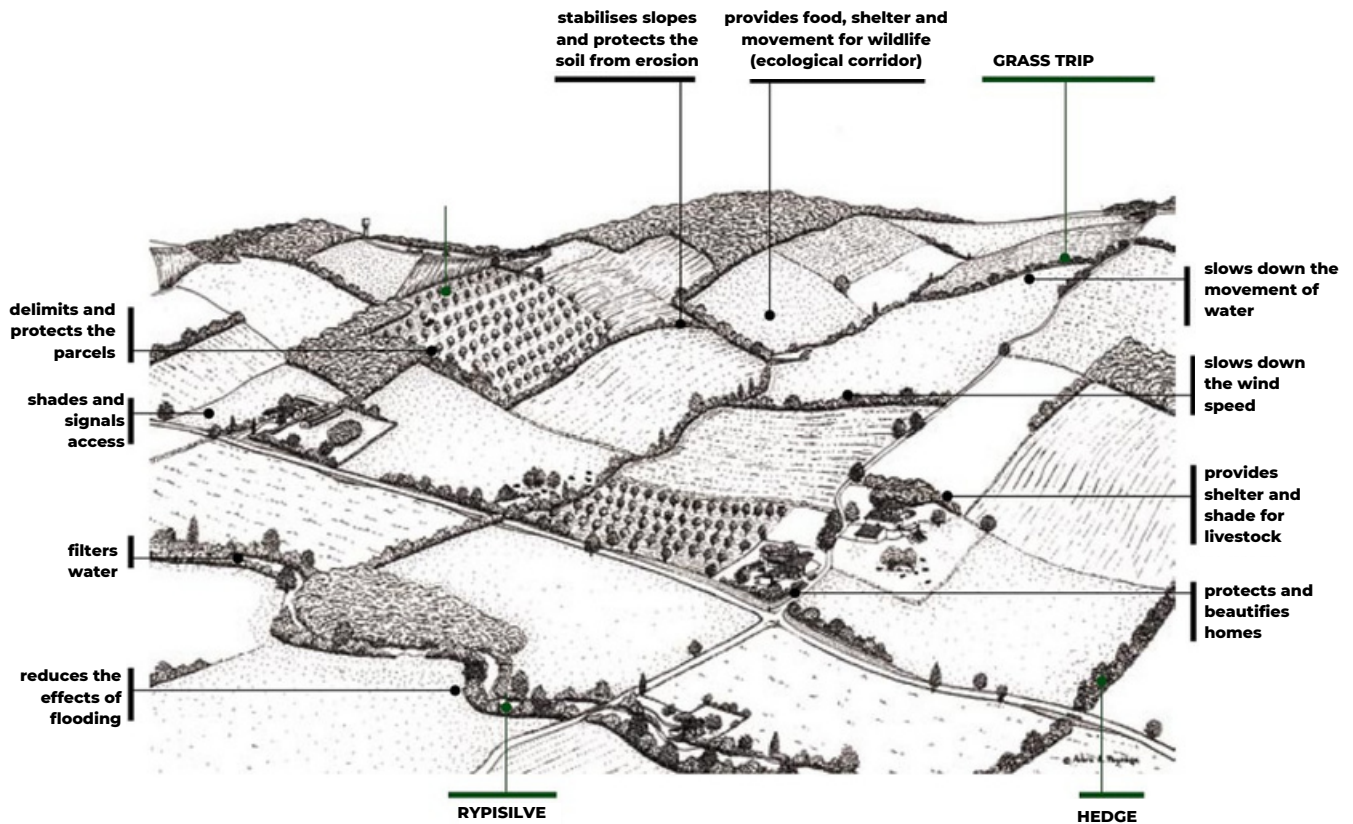 stabilises slopes
and protects the
soil from erosion
provides food, shelter and
movement for wildlife
(ecological corridor)
GRASS TRIP
delimits and
protects the
parcels
shades and
signals
access
filters
water
reduces the
effects of
flooding
slows down the
movement of
water
slows down
the wind
speed
provides
shelter and
shade for
livestock
protects and
beautifies
homes
RYPISILVE
HEDGE